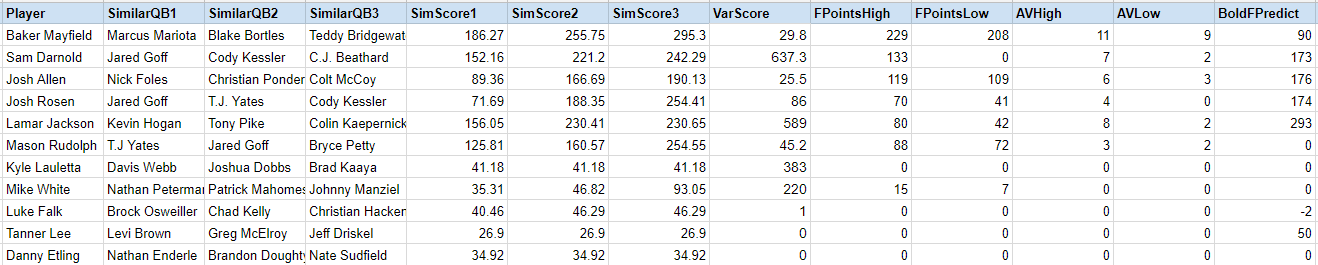 Player SimilarQB1 SimilarQB2 SimilarQB3 SimScore1 SimScore2 SimScore3 VarScore FPointsHigh FPointsLow AVHigh AVLow BoldFPredict
Baker Mayfield Marcus Mariota Blake Bortles Teddy Bridgewat 186.27 255.75 295.3 29.8 229 208 11 9 90
Sam Darnold Jared Goff Cody Kessler C.J. Beathard 152.16 221.2 242.29 637.3 133 0 7 2 173
Josh Allen Nick Foles Christian Ponder Colt McCoy 89.36 166.69 190.13 25.5 119 109 6 3 176
Josh Rosen Jared Goff T.J. Yates Cody Kessler 71.69 188.35 254.41 86 70 41 4 0 174
Lamar Jackson Kevin Hogan Tony Pike Colin Kaepernick 156.05 230.41 230.65 589 80 42 8 2 293
Mason Rudolph T.J Yates Jared Goff Bryce Petty 125.81 160.57 254.55 45.2 88 72 3 2 0
Kyle Lauletta Davis Webb Joshua Dobbs Brad Kaaya 41.18 41.18 41.18 383 0 0 0 0 0
Mike White Nathan Peterman Patrick Mahomes Johnny Manziel 35.31 46.82 93.05 220 15 7 0 0 0
Luke Falk Brock Osweiller Chad Kelly Christian Hacken 40.46 46.29 46.29 1 0 0 0 0 -2
Tanner Lee Levi Brown Greg McElroy Jeff Driskel 26.9 26.9 26.9 0 0 0 0 0 50
Danny Etling Nathan Enderle Brandon Doughty Nate Sudfield 34.92 34.92 34.92 0 0 0 0 0 0